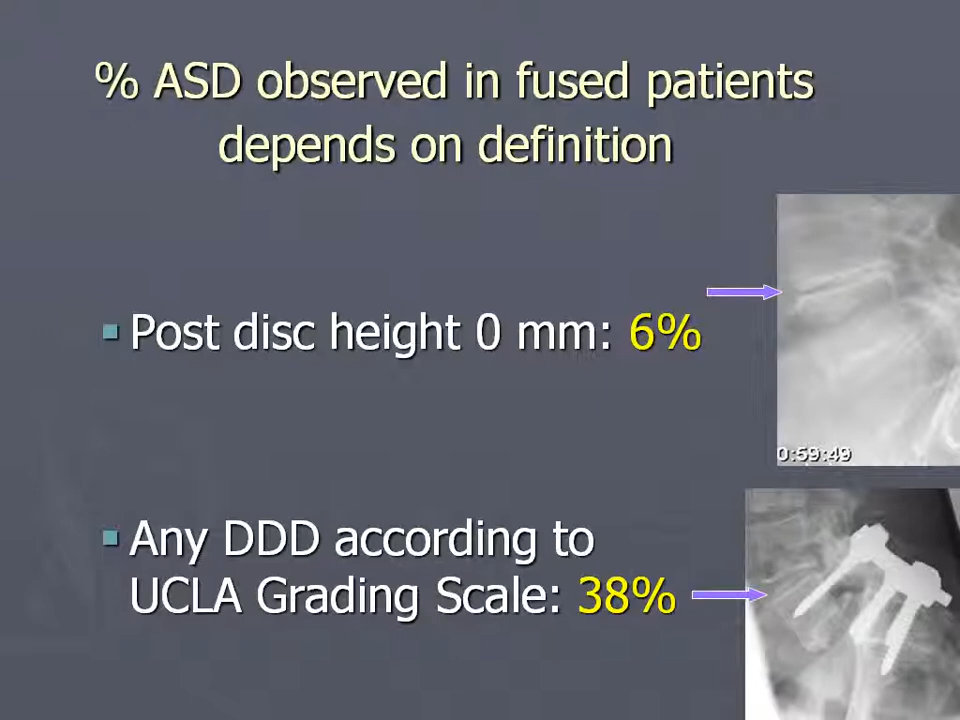 % ASD observed in fused patients
depends on definition
Post disc height 0 mm: 6%
0:59:49
Any DDD according to
UCLA Grading Scale: 38%